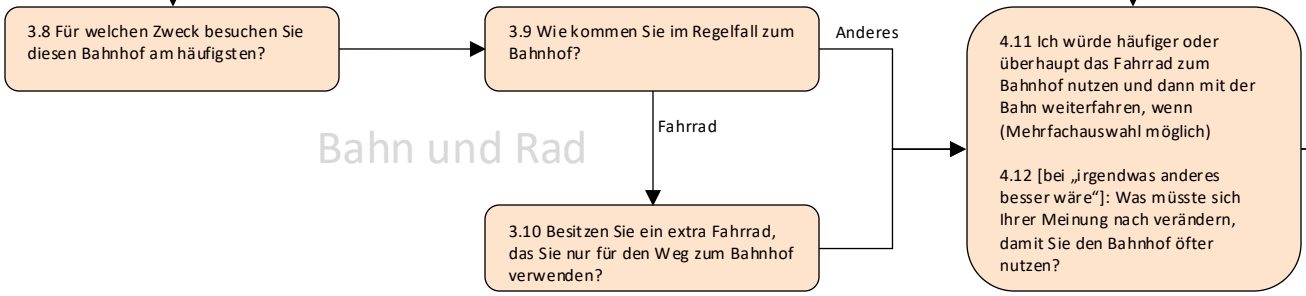 3.8 Für welchen Zweck besuchen Sie
diesen Bahnhof am häufigsten?
3.9 Wie kommen Sie im Regelfall zum
Bahnhof?
Anderes
Fahrrad
Bahn und Rad
3.10 Besitzen Sie ein extra Fahrrad,
das Sie nur für den Weg zum Bahnhof
verwenden?
4.11 Ich würde häufiger oder
überhaupt das Fahrrad zum
Bahnhof nutzen und dann mit der
Bahn weiterfahren, wenn
(Mehrfachauswahl möglich)
4.12 [bei „irgendwas anderes
besser wäre“]: Was müsste sich
Ihrer Meinung nach verändern,
damit Sie den Bahnhof öfter
nutzen?